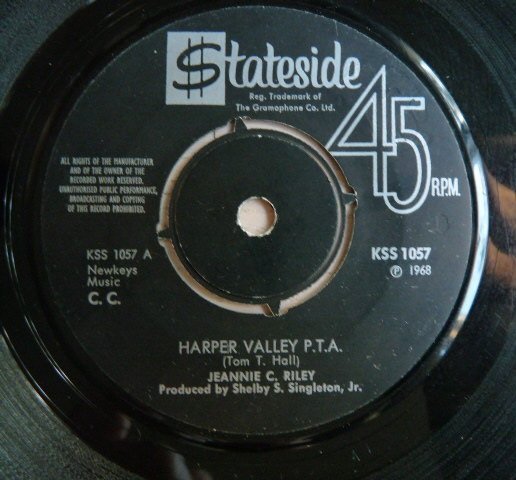 $tateside
Reg. Trademark of
The Gramophone Co. Ltd.
45
R.P.M.
ALL RIGHTS OF THE MANUFACTURER
AND OF THE OWNER OF THE
RECORDED WORK RESERVED.
UNAUTHORISED PUBLIC PERFORMANCE,
BROADCASTING AND COPYING
OF THIS RECORD PROHIBITED.
KSS 1057 A
Newkeys
Music
C. C.
KSS 1057
℗ 1968
HARPER VALLEY P.T.A.
(Tom T. Hall)
JEANNIE C. RILEY
Produced by Shelby S. Singleton, Jr.